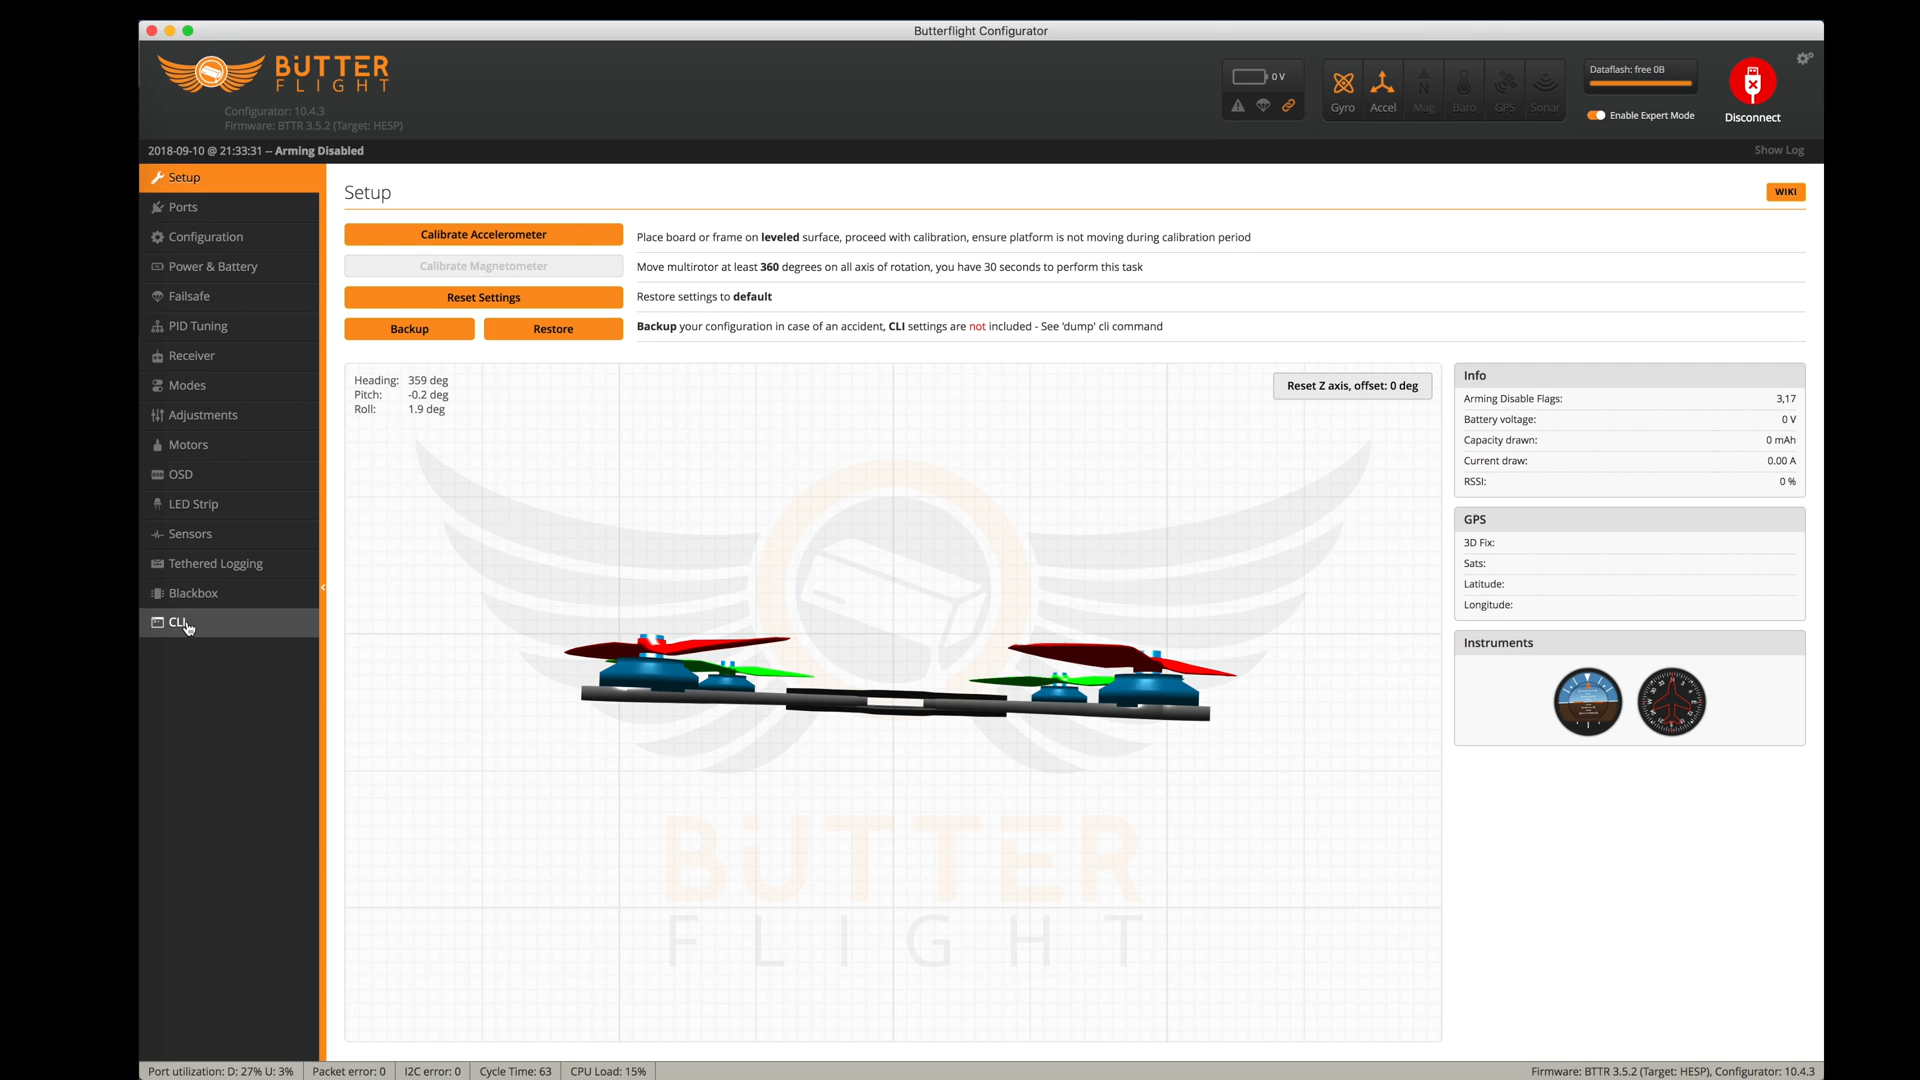 Butterflight Configurator
BUTTER
FLIGHT
Configurator: 10.4.3
Firmware: BTTR 3.5.2 (Target: HESP)
0 V
Gyro
Accel
Mag
Baro
GPS
Sonar
Dataflash: free 0B
Enable Expert Mode
Disconnect
2018-09-10 @ 21:33:31 -- Arming Disabled
Show Log
Setup
Ports
Configuration
Power & Battery
Failsafe
PID Tuning
Receiver
Modes
Adjustments
Motors
OSD
LED Strip
Sensors
Tethered Logging
Blackbox
CLI
Setup
WIKI
Calibrate Accelerometer
Place board or frame on leveled surface, proceed with calibration, ensure platform is not moving during calibration period
Calibrate Magnetometer
Move multirotor at least 360 degrees on all axis of rotation, you have 30 seconds to perform this task
Reset Settings
Restore settings to default
Backup
Restore
Backup your configuration in case of an accident, CLI settings are not included - See 'dump' cli command
Heading: 359 deg
Pitch: -0.2 deg
Roll: 1.9 deg
Reset Z axis, offset: 0 deg
BUTTER
FLIGHT
Info
Arming Disable Flags: 3,17
Battery voltage: 0 V
Capacity drawn: 0 mAh
Current draw: 0.00 A
RSSI: 0 %
GPS
3D Fix:
Sats:
Latitude:
Longitude:
Instruments
Port utilization: D: 27% U: 3%
Packet error: 0
I2C error: 0
Cycle Time: 63
CPU Load: 15%
Firmware: BTTR 3.5.2 (Target: HESP), Configurator: 10.4.3